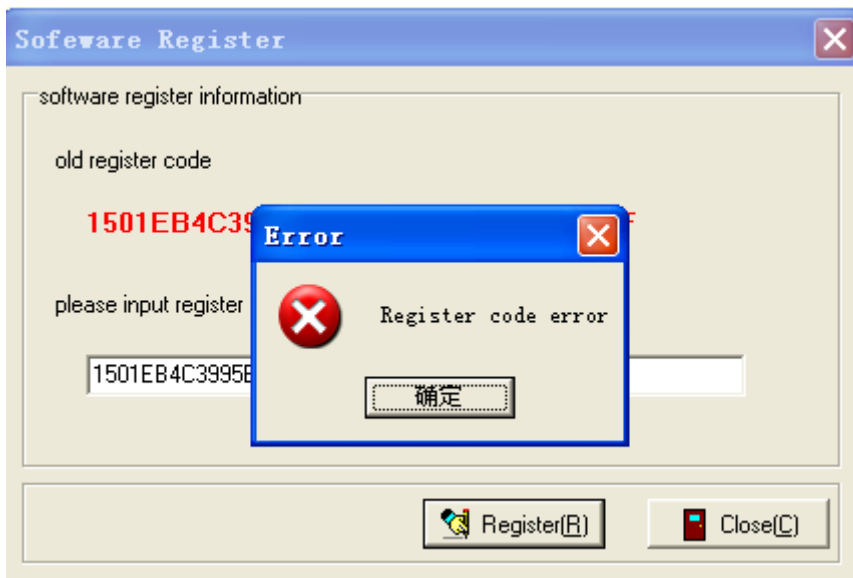 Sofeware Register
software register information
old register code
1501EB4C39
F
Error
Register code error
确定
please input register
1501EB4C3995
Register(R)
Close(C)